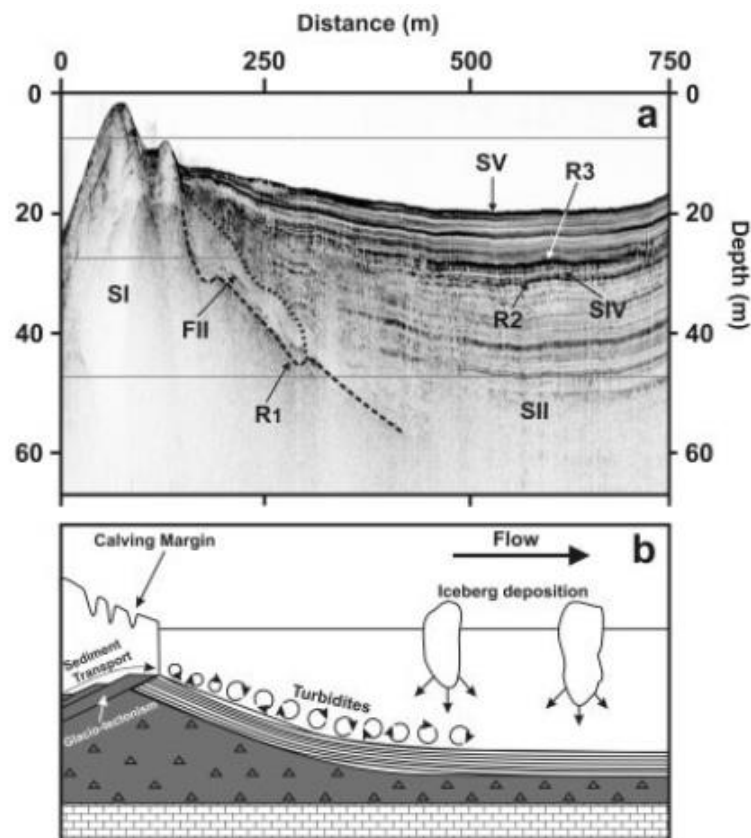 Distance (m)
0 250 500 750
0 a 0
SV R3
20 20
SI FII R2 SIV
40 40
R1 SII
60 60
Depth (m)
Calving Margin Flow b
Iceberg deposition
Sediment
Transport
Turbidites
Glacio-tectonism